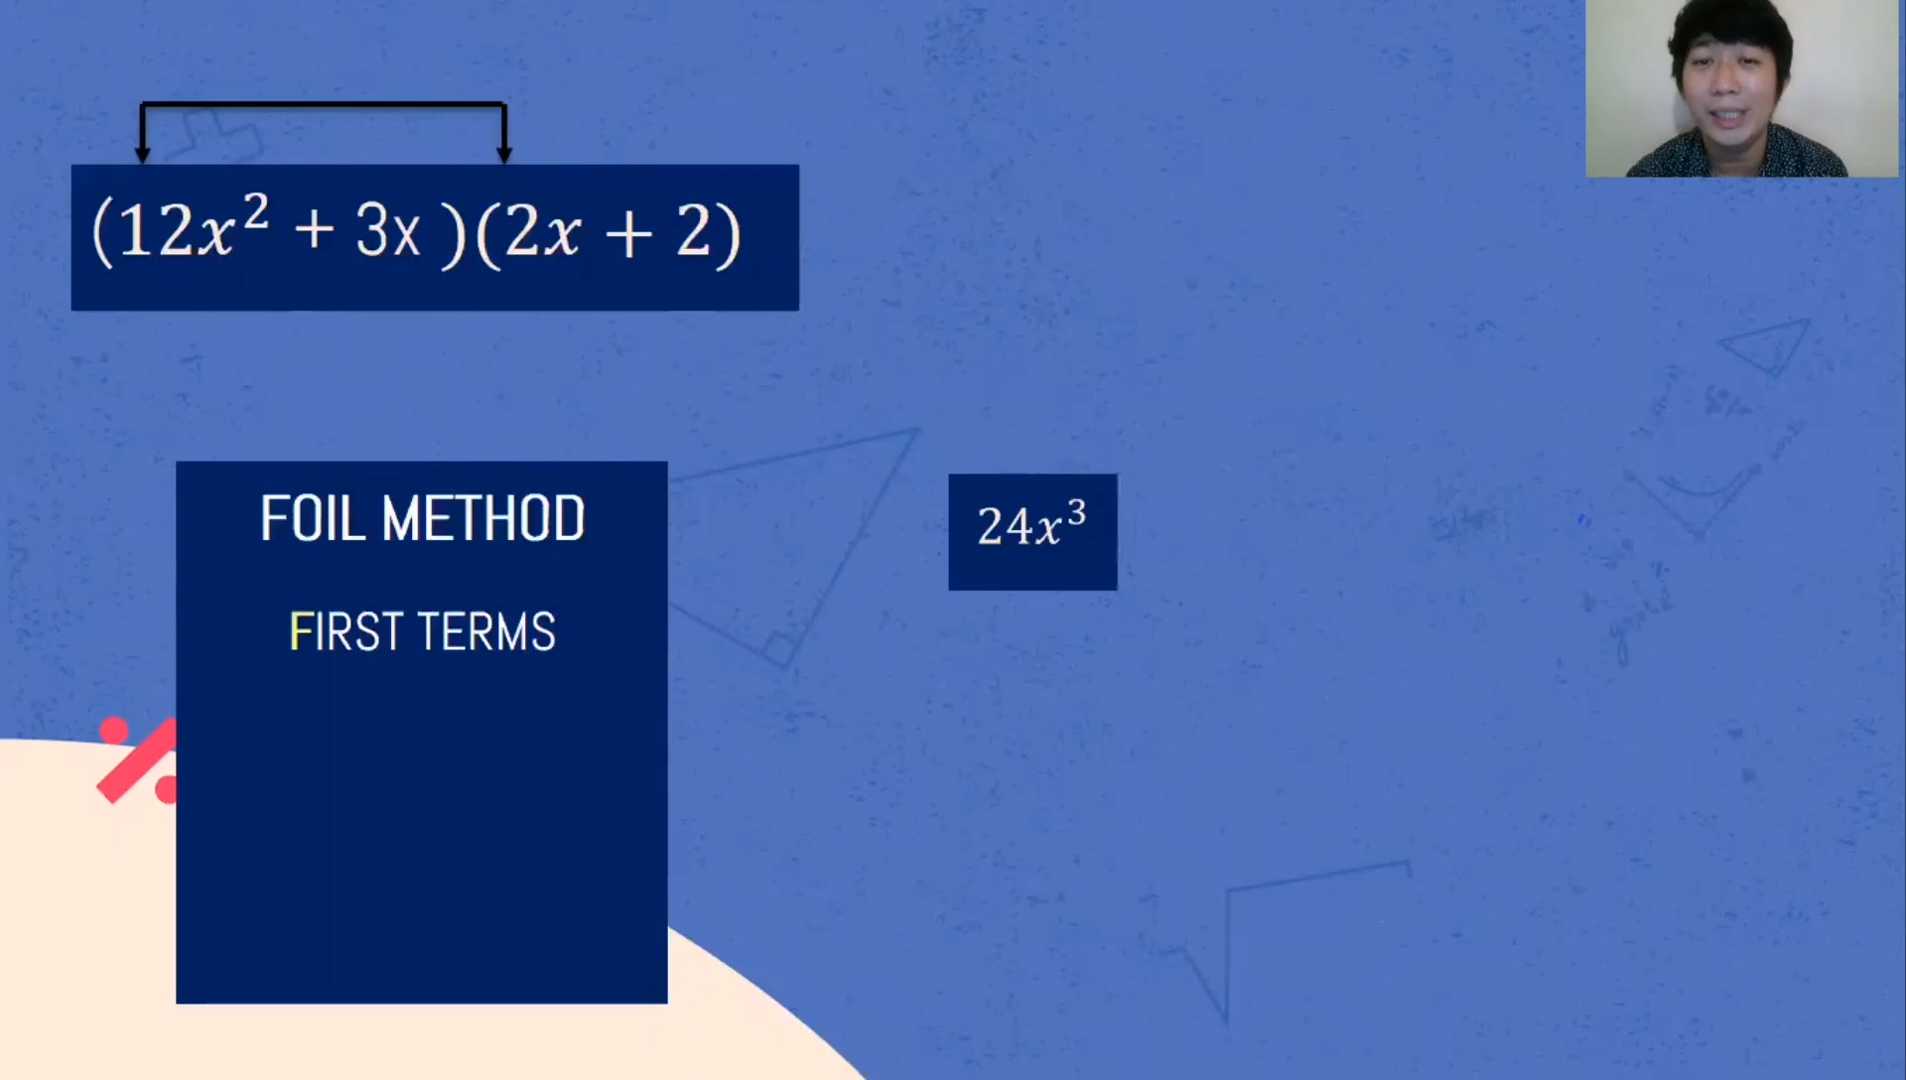 (12x² + 3x )(2x + 2)
FOIL METHOD
24x³
FIRST TERMS